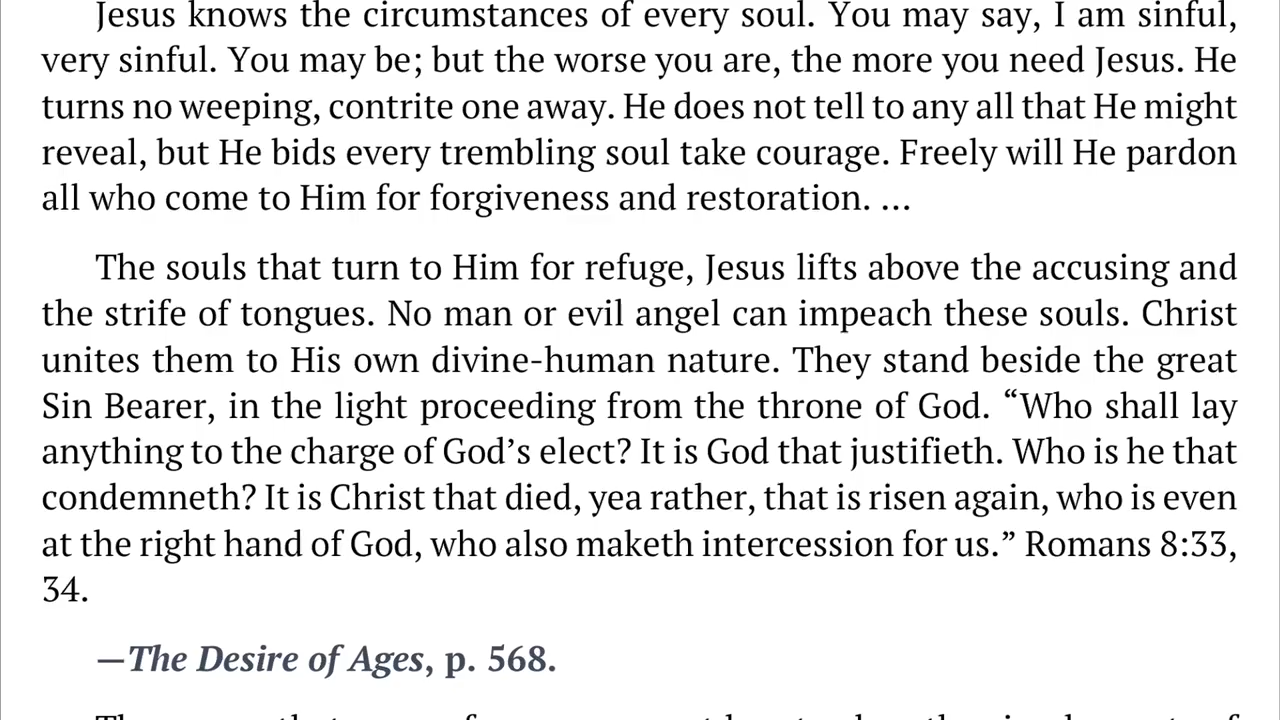 Jesus knows the circumstances of every soul. You may say, I am sinful,
very sinful. You may be; but the worse you are, the more you need Jesus. He
turns no weeping, contrite one away. He does not tell to any all that He might
reveal, but He bids every trembling soul take courage. Freely will He pardon
all who come to Him for forgiveness and restoration. …
The souls that turn to Him for refuge, Jesus lifts above the accusing and
the strife of tongues. No man or evil angel can impeach these souls. Christ
unites them to His own divine-human nature. They stand beside the great
Sin Bearer, in the light proceeding from the throne of God. “Who shall lay
anything to the charge of God’s elect? It is God that justifieth. Who is he that
condemneth? It is Christ that died, yea rather, that is risen again, who is even
at the right hand of God, who also maketh intercession for us.” Romans 8:33,
34.
—The Desire of Ages, p. 568.